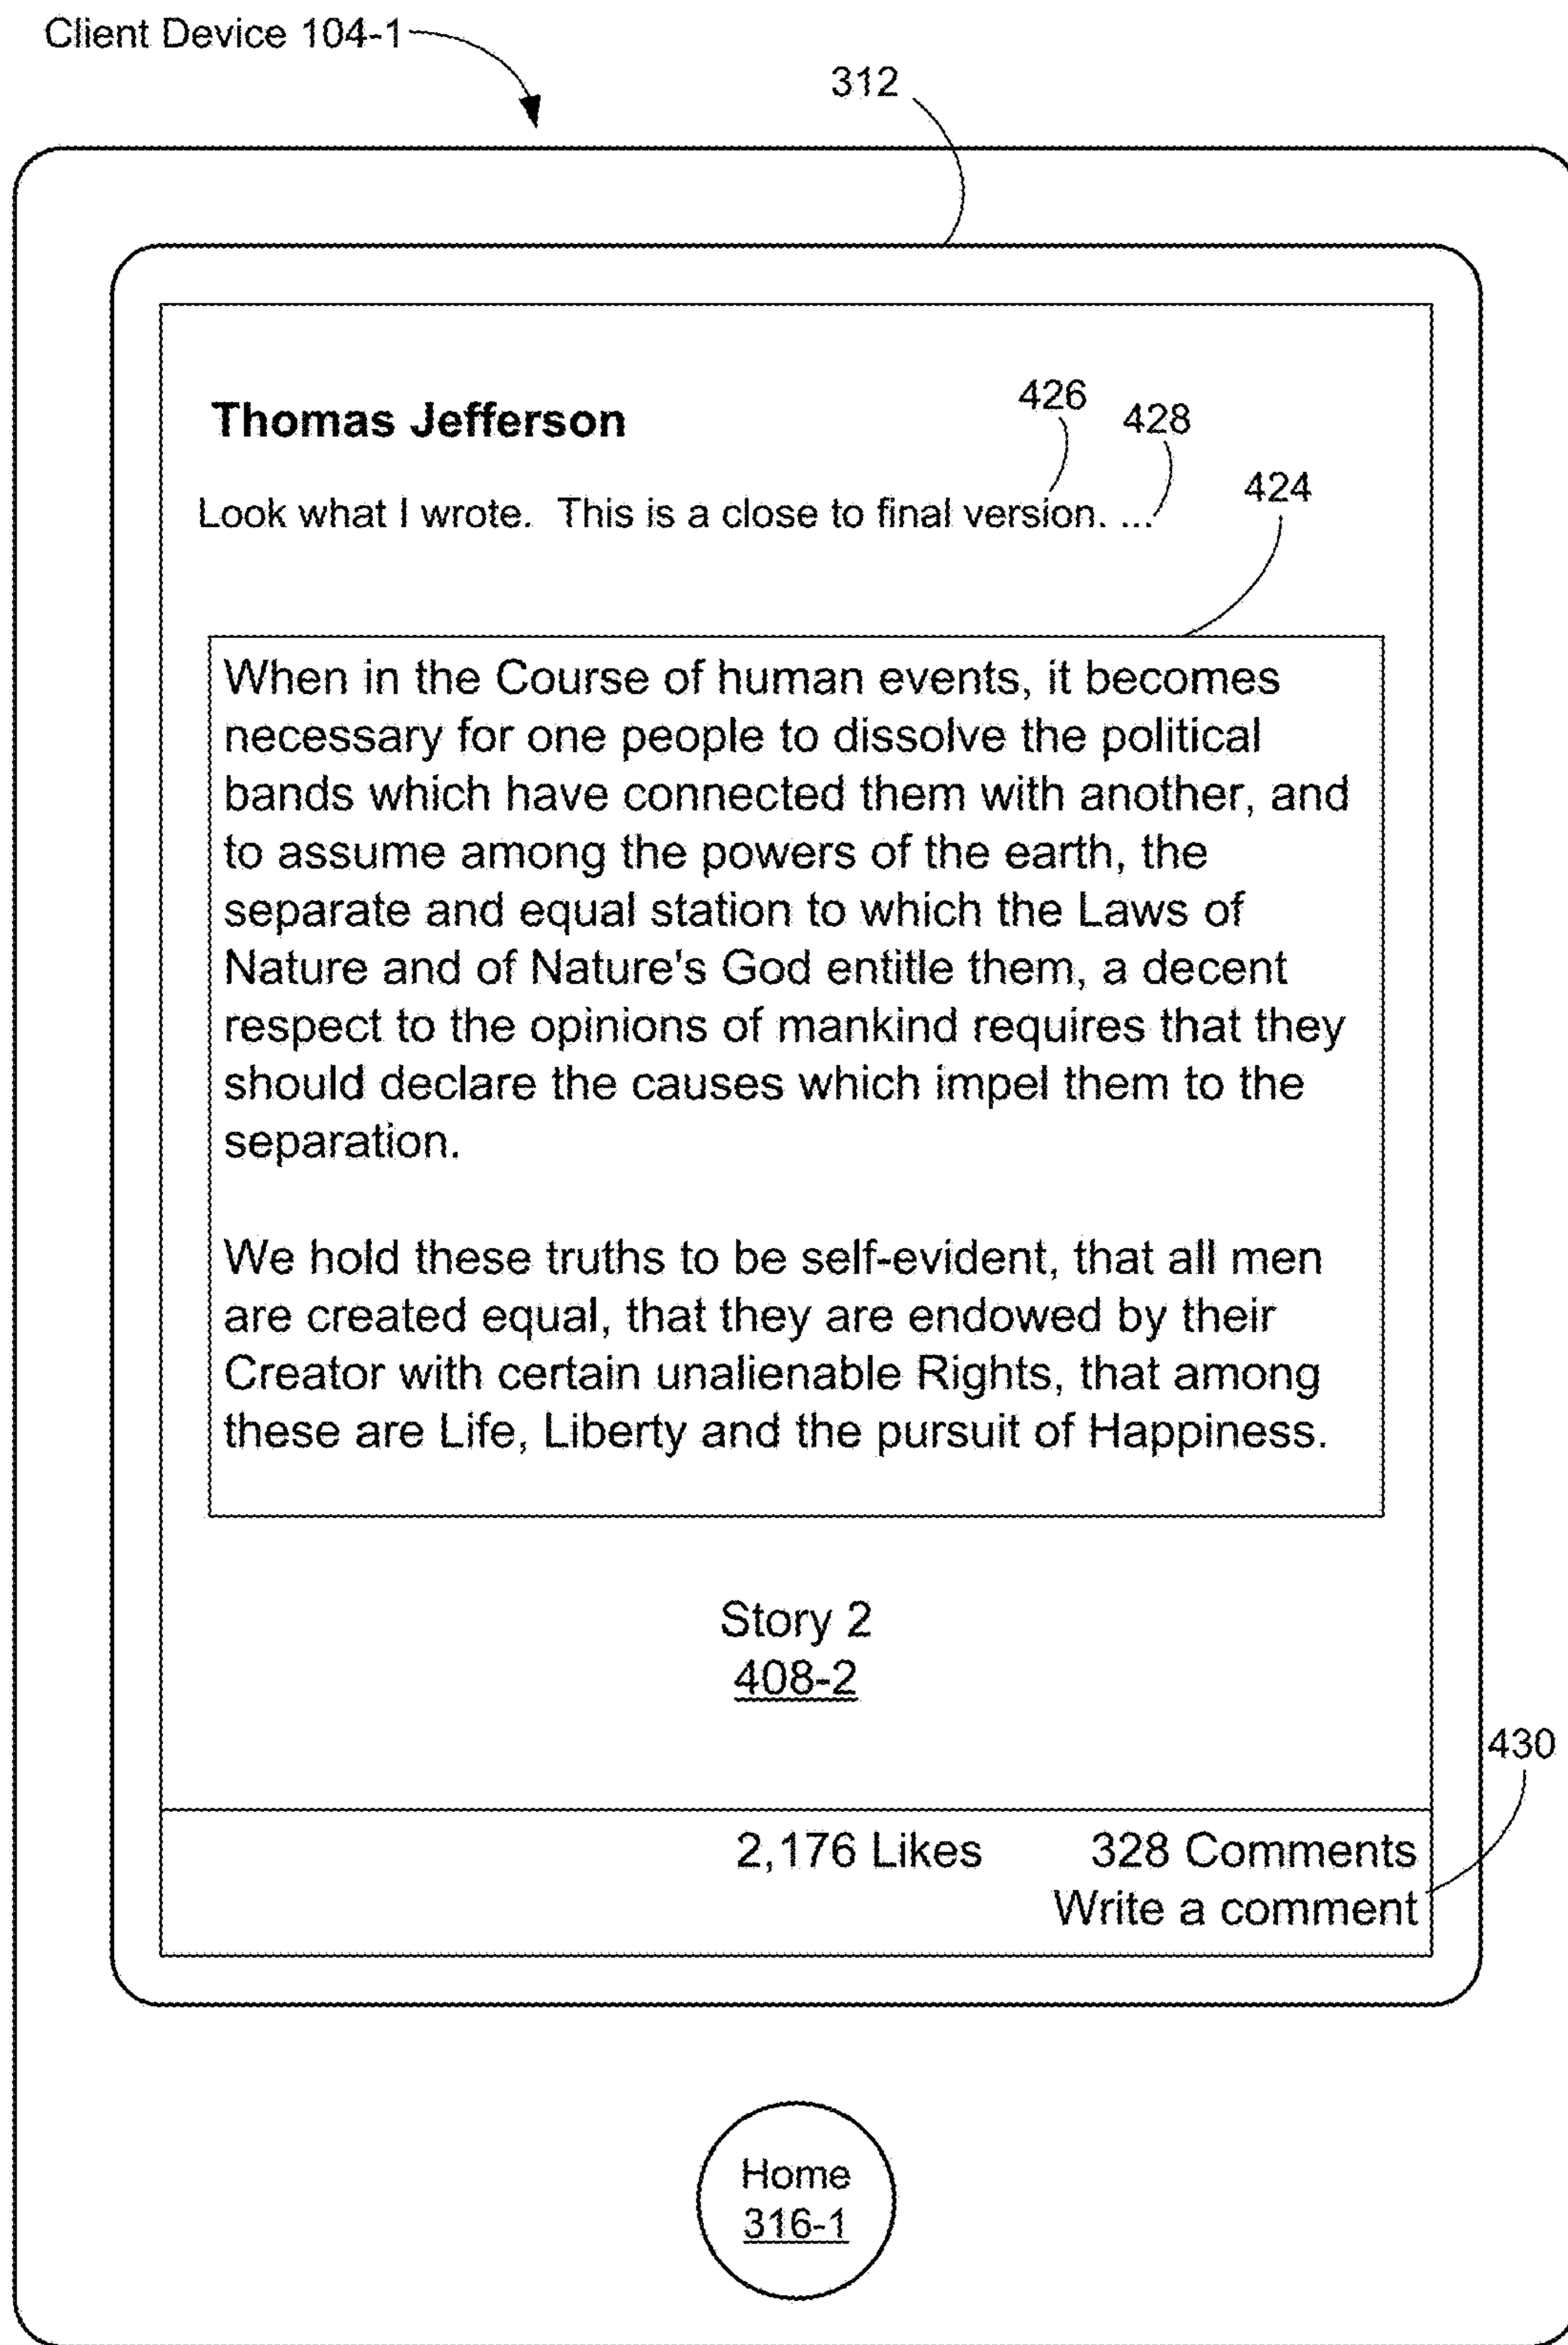 Client Device 104-1
312
Thomas Jefferson
426
428
Look what I wrote.  This is a close to final version. ...
424
When in the Course of human events, it becomes
necessary for one people to dissolve the political
bands which have connected them with another, and
to assume among the powers of the earth, the
separate and equal station to which the Laws of
Nature and of Nature's God entitle them, a decent
respect to the opinions of mankind requires that they
should declare the causes which impel them to the
separation.
We hold these truths to be self-evident, that all men
are created equal, that they are endowed by their
Creator with certain unalienable Rights, that among
these are Life, Liberty and the pursuit of Happiness.
Story 2
408-2
430
2,176 Likes 328 Comments
Write a comment
Home
316-1